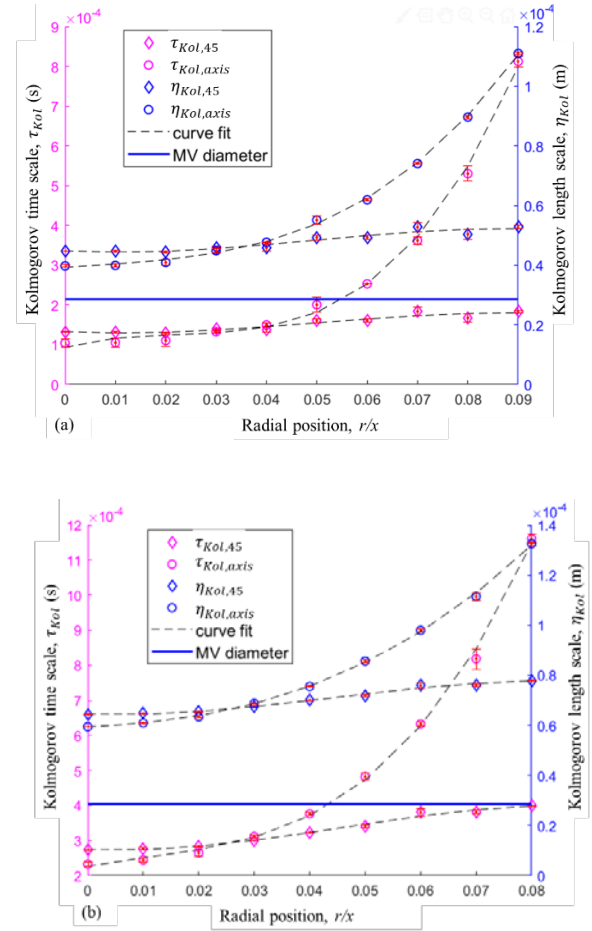 9 ×10⁻⁴
1.2 ×10⁻⁴
τKol,45
τKol,axis
ηKol,45
ηKol,axis
curve fit
MV diameter
Kolmogorov time scale, τKol (s)
8
7
6
5
4
3
2
1
0
Kolmogorov length scale, ηKol (m)
1
0.8
0.6
0.4
0.2
0
0 0.01 0.02 0.03 0.04 0.05 0.06 0.07 0.08 0.09
(a) Radial position, r/x
12 ×10⁻⁴
1.4 ×10⁻⁴
τKol,45
τKol,axis
ηKol,45
ηKol,axis
curve fit
MV diameter
Kolmogorov time scale, τKol (s)
11
10
9
8
7
6
5
4
3
2
Kolmogorov length scale, ηKol (m)
1.2
1
0.8
0.6
0.4
0.2
0
0 0.01 0.02 0.03 0.04 0.05 0.06 0.07 0.08
(b) Radial position, r/x